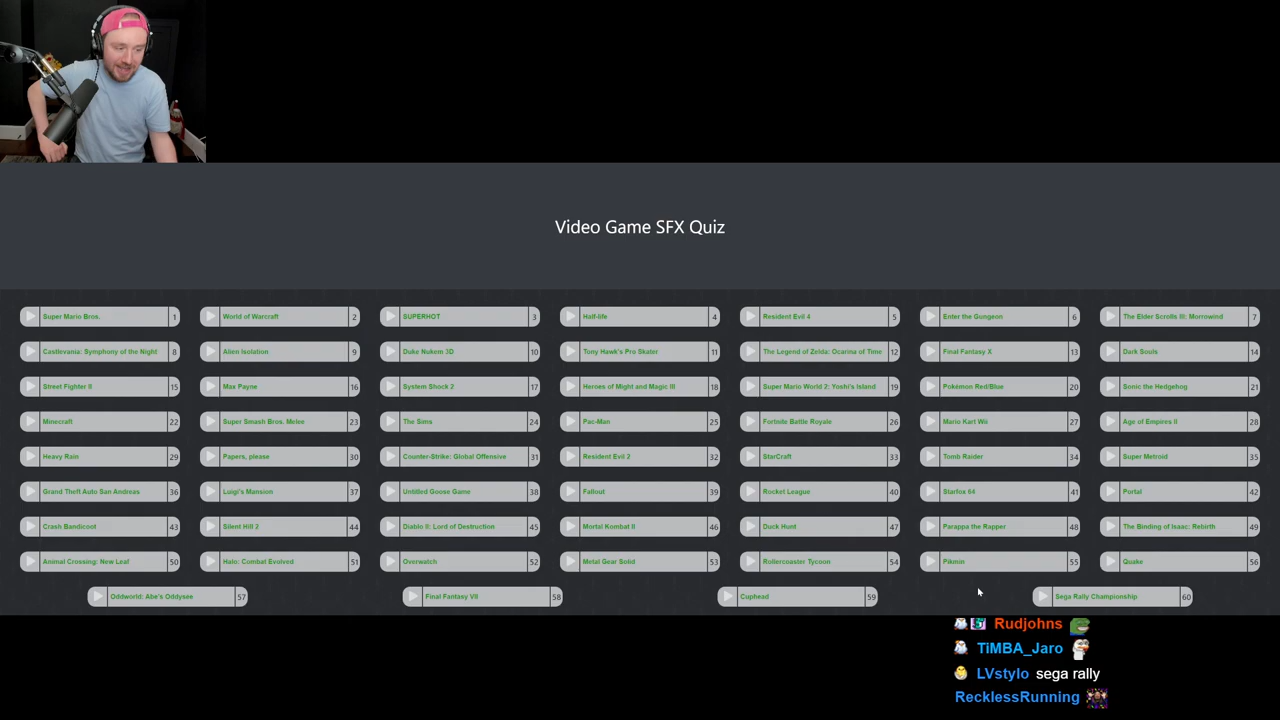 Video Game SFX Quiz
Super Mario Bros. 1 World of Warcraft 2 SUPERHOT 3 Half-life 4 Resident Evil 4 5 Enter the Gungeon 6 The Elder Scrolls III: Morrowind 7
Castlevania: Symphony of the Night 8 Alien Isolation 9 Duke Nukem 3D 10 Tony Hawk's Pro Skater 11 The Legend of Zelda: Ocarina of Time 12 Final Fantasy X 13 Dark Souls 14
Street Fighter II 15 Max Payne 16 System Shock 2 17 Heroes of Might and Magic III 18 Super Mario World 2: Yoshi's Island 19 Pokémon Red/Blue 20 Sonic the Hedgehog 21
Minecraft 22 Super Smash Bros. Melee 23 The Sims 24 Pac-Man 25 Fortnite Battle Royale 26 Mario Kart Wii 27 Age of Empires II 28
Heavy Rain 29 Papers, please 30 Counter-Strike: Global Offensive 31 Resident Evil 2 32 StarCraft 33 Tomb Raider 34 Super Metroid 35
Grand Theft Auto San Andreas 36 Luigi's Mansion 37 Untitled Goose Game 38 Fallout 39 Rocket League 40 Starfox 64 41 Portal 42
Crash Bandicoot 43 Silent Hill 2 44 Diablo II: Lord of Destruction 45 Mortal Kombat II 46 Duck Hunt 47 Parappa the Rapper 48 The Binding of Isaac: Rebirth 49
Animal Crossing: New Leaf 50 Halo: Combat Evolved 51 Overwatch 52 Metal Gear Solid 53 Rollercoaster Tycoon 54 Pikmin 55 Quake 56
Oddworld: Abe's Oddysee 57 Final Fantasy VII 58 Cuphead 59 Sega Rally Championship 60
Rudjohns
TiMBA_Jaro
LVstylo sega rally
RecklessRunning